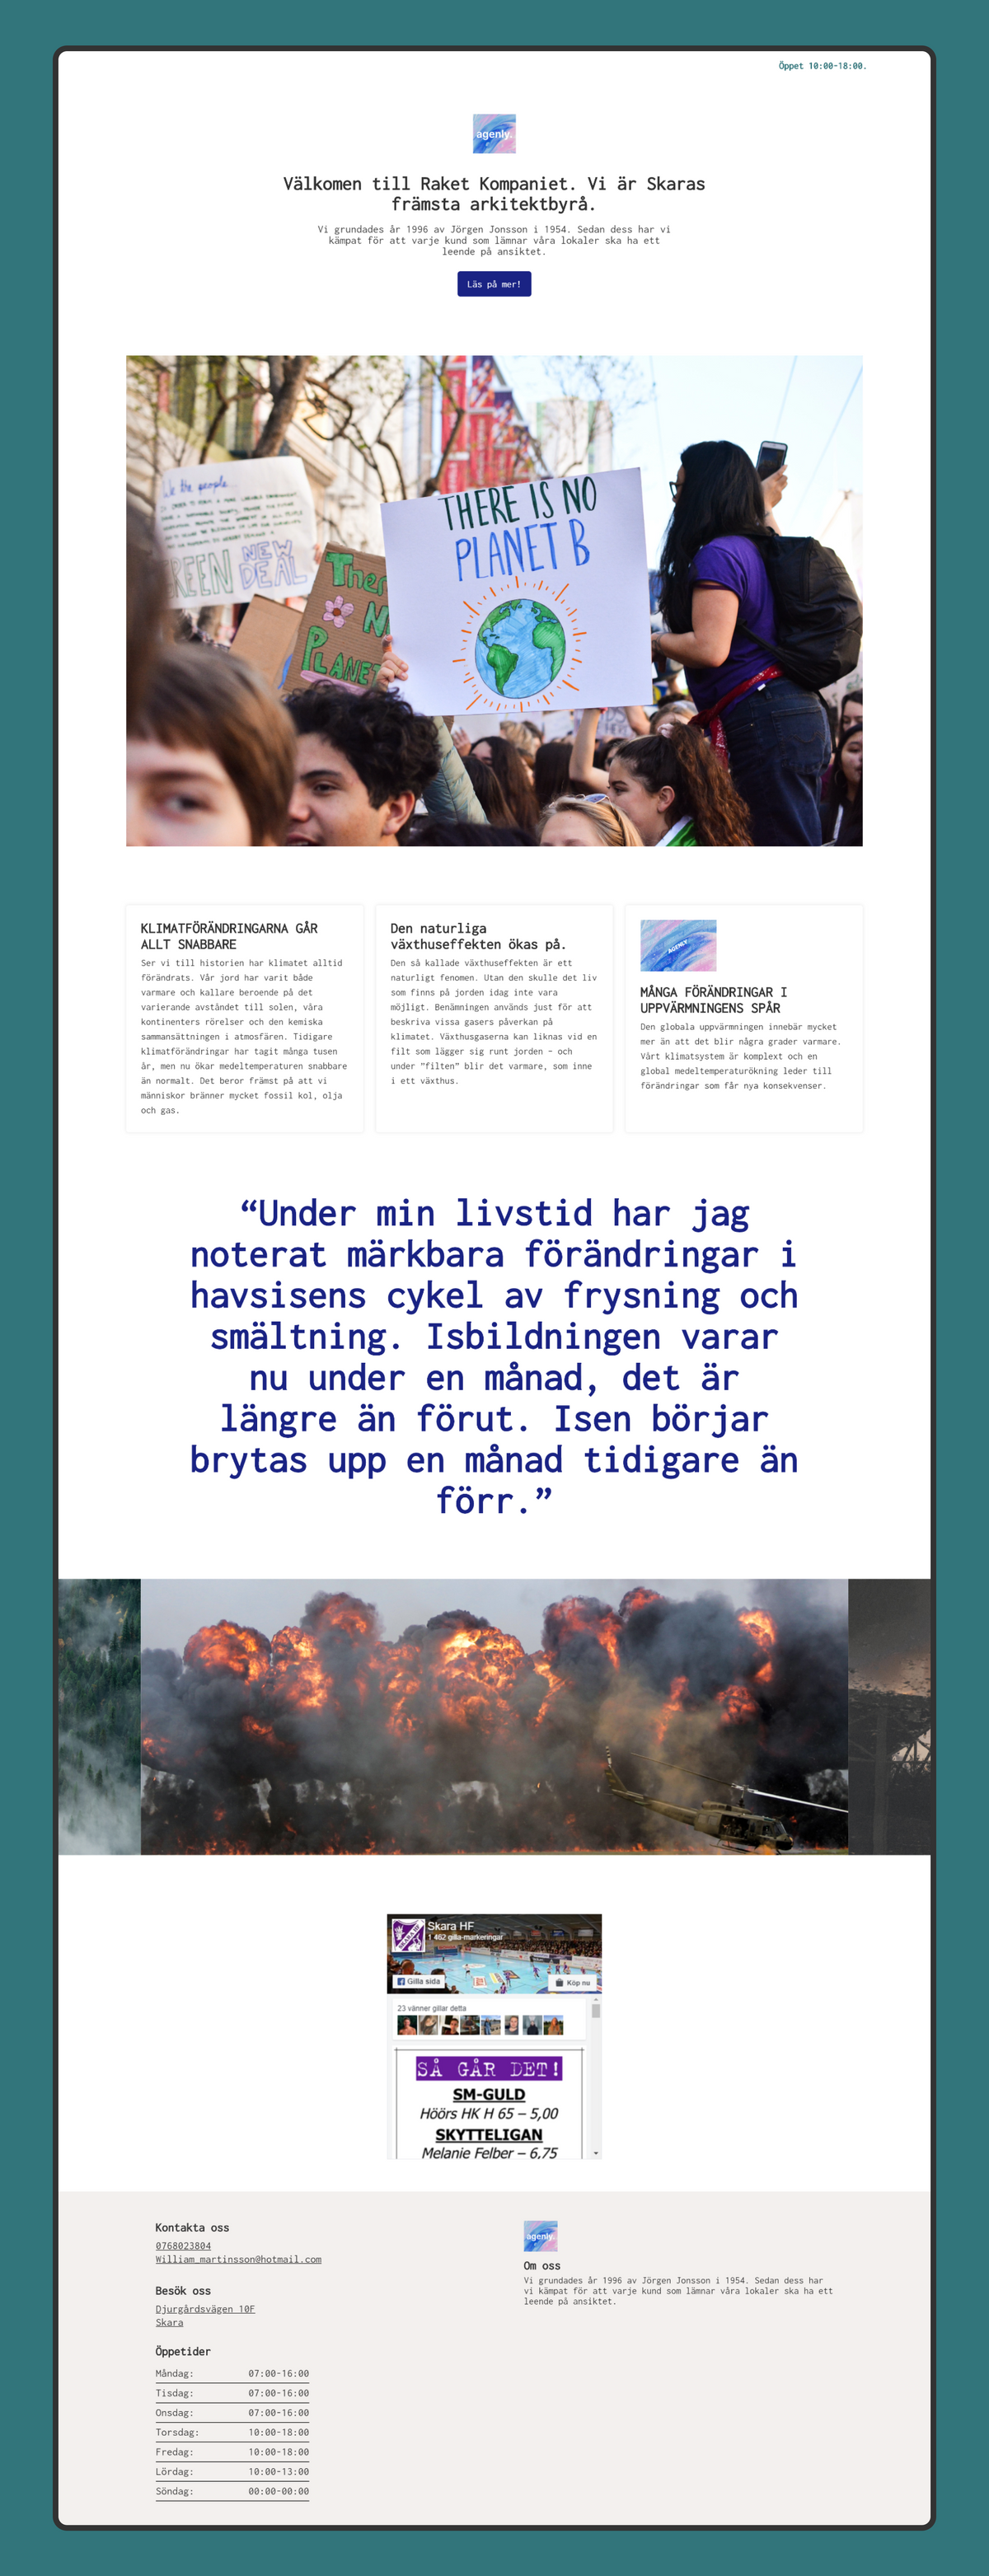 Öppet 10:00-18:00.
agenly.
Välkomen till Raket Kompaniet. Vi är Skaras
främsta arkitektbyrå.
Vi grundades år 1996 av Jörgen Jonsson i 1954. Sedan dess har vi
kämpat för att varje kund som lämnar våra lokaler ska ha ett
leende på ansiktet.
Läs på mer!
We the people
GREEN NEW
DEAL
Ther
N
PLANET
THERE IS NO
PLANET B
KLIMATFÖRÄNDRINGARNA GÅR
ALLT SNABBARE
Ser vi till historien har klimatet alltid
förändrats. Vår jord har varit både
varmare och kallare beroende på det
varierande avståndet till solen, våra
kontinenters rörelser och den kemiska
sammansättningen i atmosfären. Tidigare
klimatförändringar har tagit många tusen
år, men nu ökar medeltemperaturen snabbare
än normalt. Det beror främst på att vi
människor bränner mycket fossil kol, olja
och gas.
Den naturliga
växthuseffekten ökas på.
Den så kallade växthuseffekten är ett
naturligt fenomen. Utan den skulle det liv
som finns på jorden idag inte vara
möjligt. Benämningen används just för att
beskriva vissa gasers påverkan på
klimatet. Växthusgaserna kan liknas vid en
filt som lägger sig runt jorden – och
under "filten" blir det varmare, som inne
i ett växthus.
AGENLY
MÅNGA FÖRÄNDRINGAR I
UPPVÄRMNINGENS SPÅR
Den globala uppvärmningen innebär mycket
mer än att det blir några grader varmare.
Vårt klimatsystem är komplext och en
global medeltemperaturökning leder till
förändringar som får nya konsekvenser.
“Under min livstid har jag
noterat märkbara förändringar i
havsisens cykel av frysning och
smältning. Isbildningen varar
nu under en månad, det är
längre än förut. Isen börjar
brytas upp en månad tidigare än
förr.”
Skara HF
1 462 gilla-markeringar
Gilla sida
Köp nu
23 vänner gillar detta
SÅ GÅR DET!
SM-GULD
Höörs HK H 65 – 5,00
SKYTTELIGAN
Melanie Felber – 6,75
Kontakta oss
0768023804
William_martinsson@hotmail.com
Besök oss
Djurgårdsvägen 10F
Skara
Öppetider
Måndag: 07:00-16:00
Tisdag: 07:00-16:00
Onsdag: 07:00-16:00
Torsdag: 10:00-18:00
Fredag: 10:00-18:00
Lördag: 10:00-13:00
Söndag: 00:00-00:00
agenly.
Om oss
Vi grundades år 1996 av Jörgen Jonsson i 1954. Sedan dess har
vi kämpat för att varje kund som lämnar våra lokaler ska ha ett
leende på ansiktet.